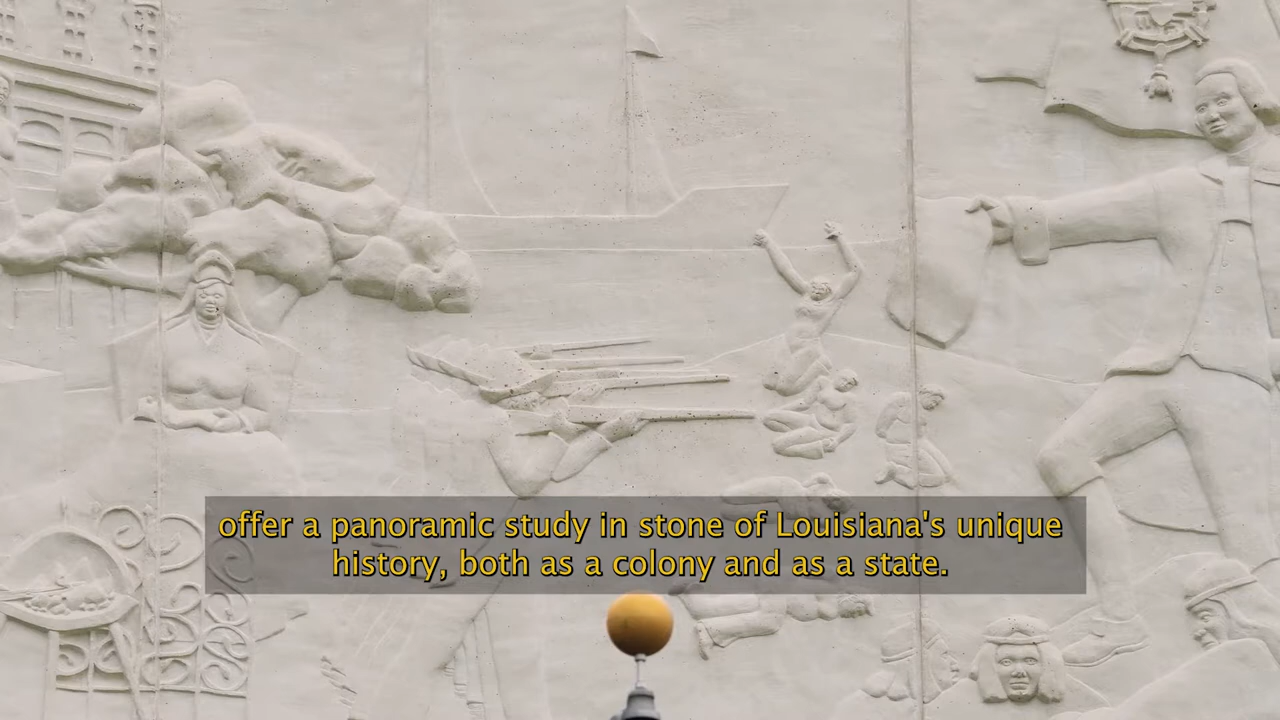 offer a panoramic study in stone of Louisiana's unique
history, both as a colony and as a state.